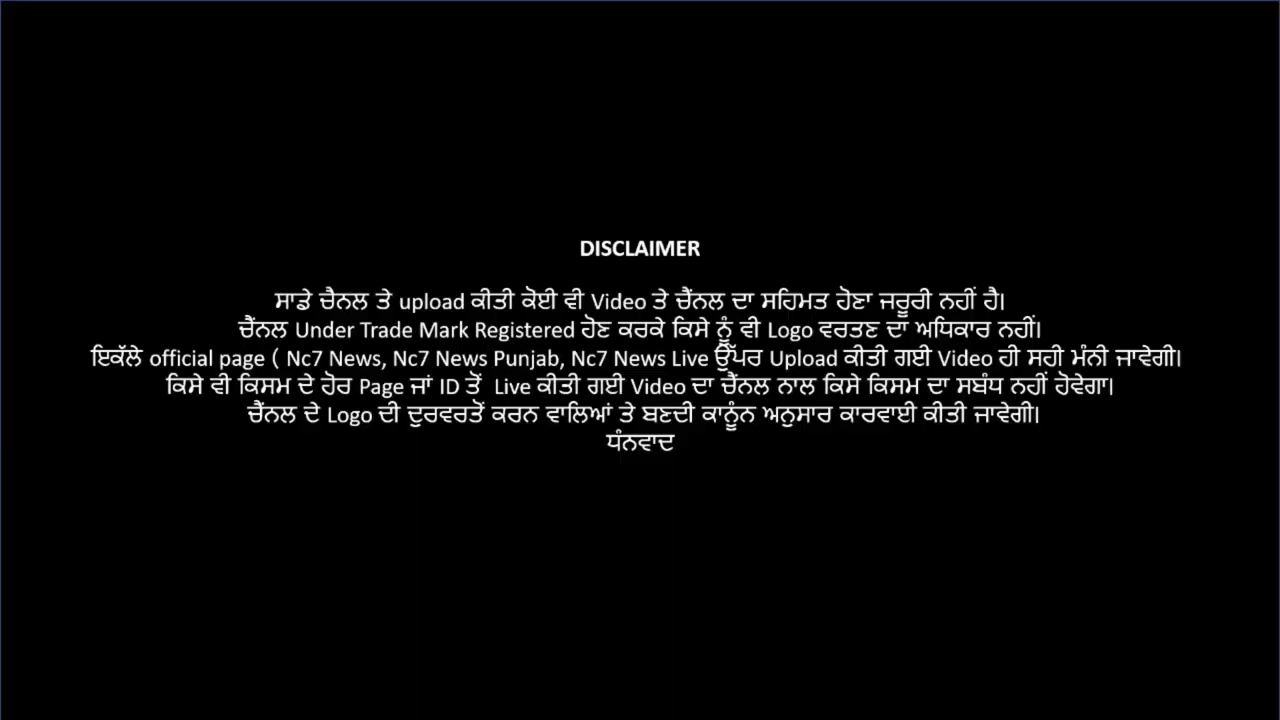 DISCLAIMER
ਸਾਡੇ ਚੈਨਲ ਤੇ upload ਕੀਤੀ ਕੋਈ ਵੀ Video ਤੇ ਚੈਂਨਲ ਦਾ ਸਹਿਮਤ ਹੋਣਾ ਜਰੂਰੀ ਨਹੀਂ ਹੈ।
ਚੈਂਨਲ Under Trade Mark Registered ਹੋਣ ਕਰਕੇ ਕਿਸੇ ਨੂੰ ਵੀ Logo ਵਰਤਣ ਦਾ ਅਧਿਕਾਰ ਨਹੀਂ।
ਇਕੱਲੇ official page ( Nc7 News, Nc7 News Punjab, Nc7 News Live ਉੱਪਰ Upload ਕੀਤੀ ਗਈ Video ਹੀ ਸਹੀ ਮੰਨੀ ਜਾਵੇਗੀ।
ਕਿਸੇ ਵੀ ਕਿਸਮ ਦੇ ਹੋਰ Page ਜਾਂ ID ਤੋਂ Live ਕੀਤੀ ਗਈ Video ਦਾ ਚੈਂਨਲ ਨਾਲ ਕਿਸੇ ਕਿਸਮ ਦਾ ਸਬੰਧ ਨਹੀਂ ਹੋਵੇਗਾ।
ਚੈਂਨਲ ਦੇ Logo ਦੀ ਦੁਰਵਰਤੋਂ ਕਰਨ ਵਾਲਿਆਂ ਤੇ ਬਣਦੀ ਕਾਨੂੰਨ ਅਨੁਸਾਰ ਕਾਰਵਾਈ ਕੀਤੀ ਜਾਵੇਗੀ।
ਧੰਨਵਾਦ